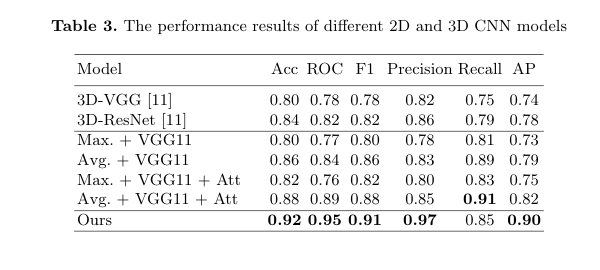 Table 3. The performance results of different 2D and 3D CNN models
Model Acc ROC F1 Precision Recall AP
3D-VGG [11] 0.80 0.78 0.78 0.82 0.75 0.74
3D-ResNet [11] 0.84 0.82 0.82 0.86 0.79 0.78
Max. + VGG11 0.80 0.77 0.80 0.78 0.81 0.73
Avg. + VGG11 0.86 0.84 0.86 0.83 0.89 0.79
Max. + VGG11 + Att 0.82 0.76 0.82 0.80 0.83 0.75
Avg. + VGG11 + Att 0.88 0.89 0.88 0.85 0.91 0.82
Ours 0.92 0.95 0.91 0.97 0.85 0.90